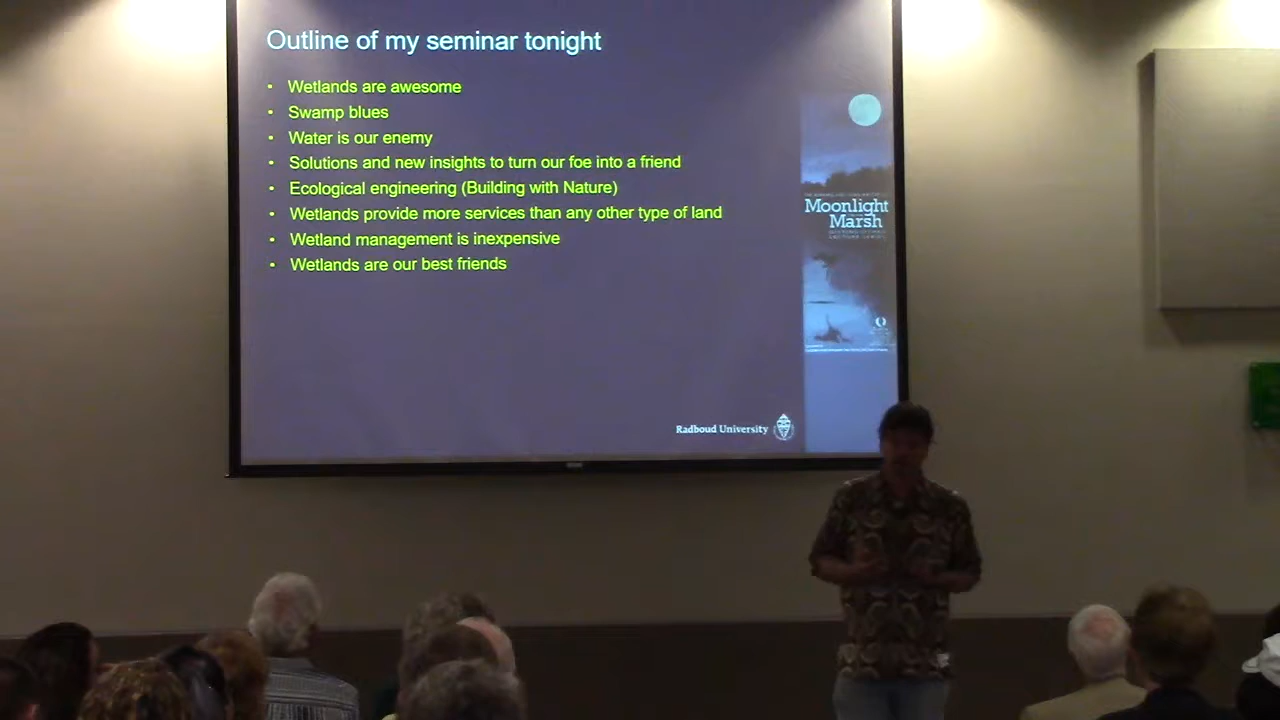 Outline of my seminar tonight
• Wetlands are awesome
• Swamp blues
• Water is our enemy
• Solutions and new insights to turn our foe into a friend
• Ecological engineering (Building with Nature)
• Wetlands provide more services than any other type of land
• Wetland management is inexpensive
• Wetlands are our best friends
Moonlight
Marsh
Radboud University